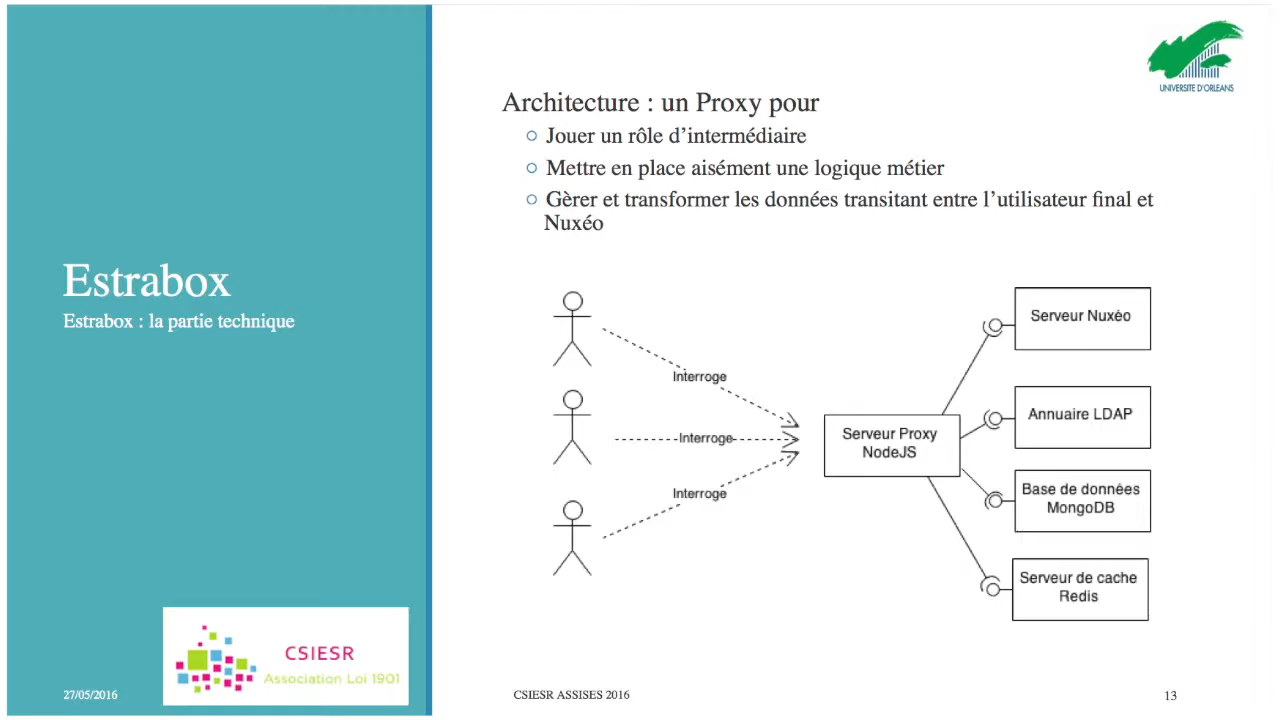 UNIVERSITE D'ORLEANS
Architecture : un Proxy pour
Jouer un rôle d'intermédiaire
Mettre en place aisément une logique métier
Gèrer et transformer les données transitant entre l'utilisateur final et
Nuxéo
Estrabox
Estrabox : la partie technique
Interroge
Interroge
Interroge
Serveur Proxy
NodeJS
Serveur Nuxéo
Annuaire LDAP
Base de données
MongoDB
Serveur de cache
Redis
CSIESR
Association Loi 1901
27/05/2016
CSIESR ASSISES 2016
13